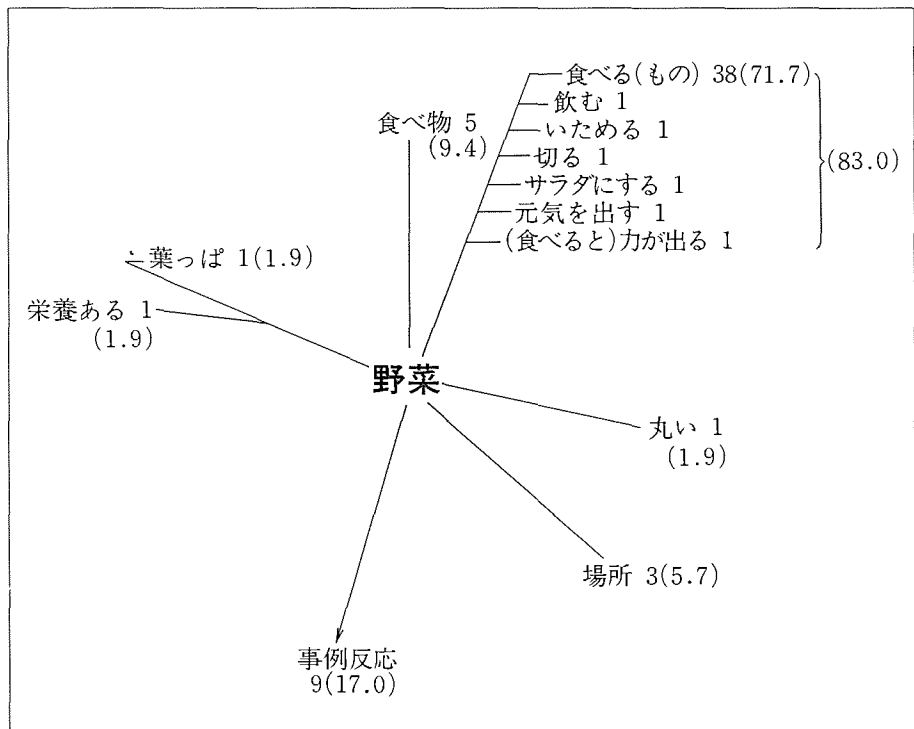 食べる(もの) 38(71.7)
飲む 1
いためる 1
切る 1
サラダにする 1
元気を出す 1
(食べると)力が出る 1
(83.0)
食べ物 5
(9.4)
葉っぱ 1(1.9)
栄養ある 1
(1.9)
野菜
丸い 1
(1.9)
場所 3(5.7)
事例反応
9(17.0)